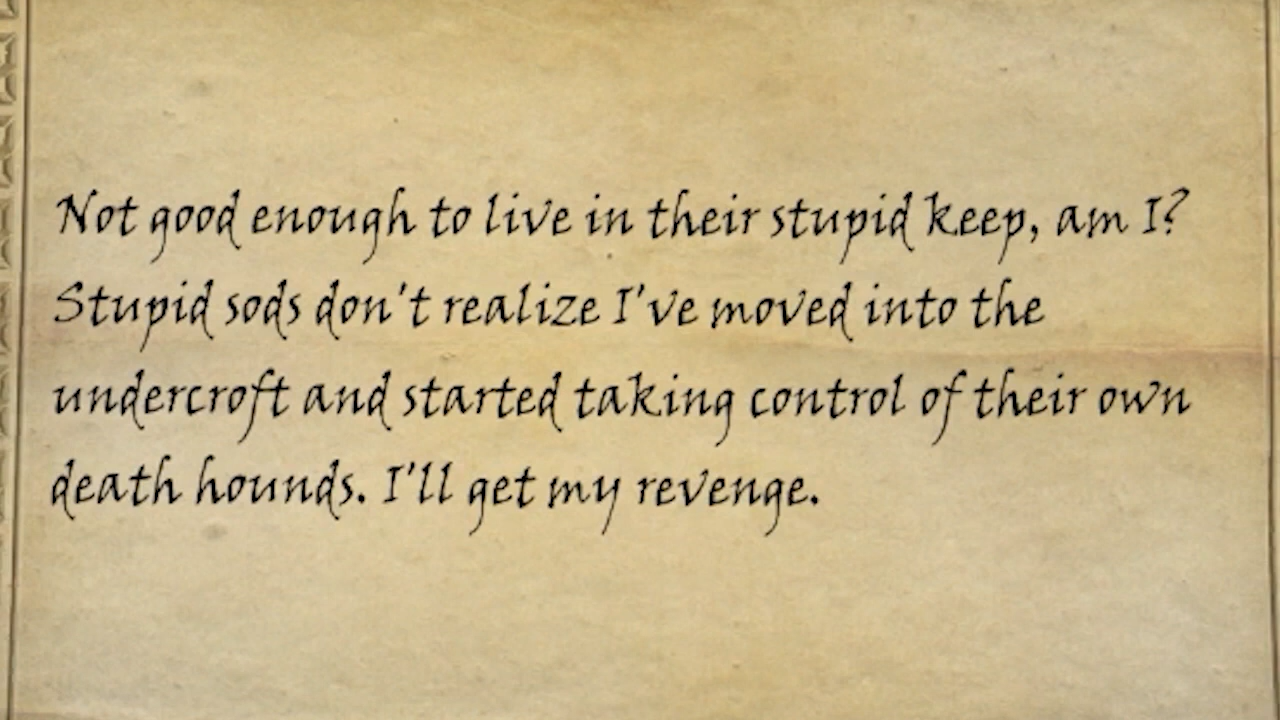 Not good enough to live in their stupid keep, am I?
Stupid sods don't realize I've moved into the
undercroft and started taking control of their own
death hounds. I'll get my revenge.